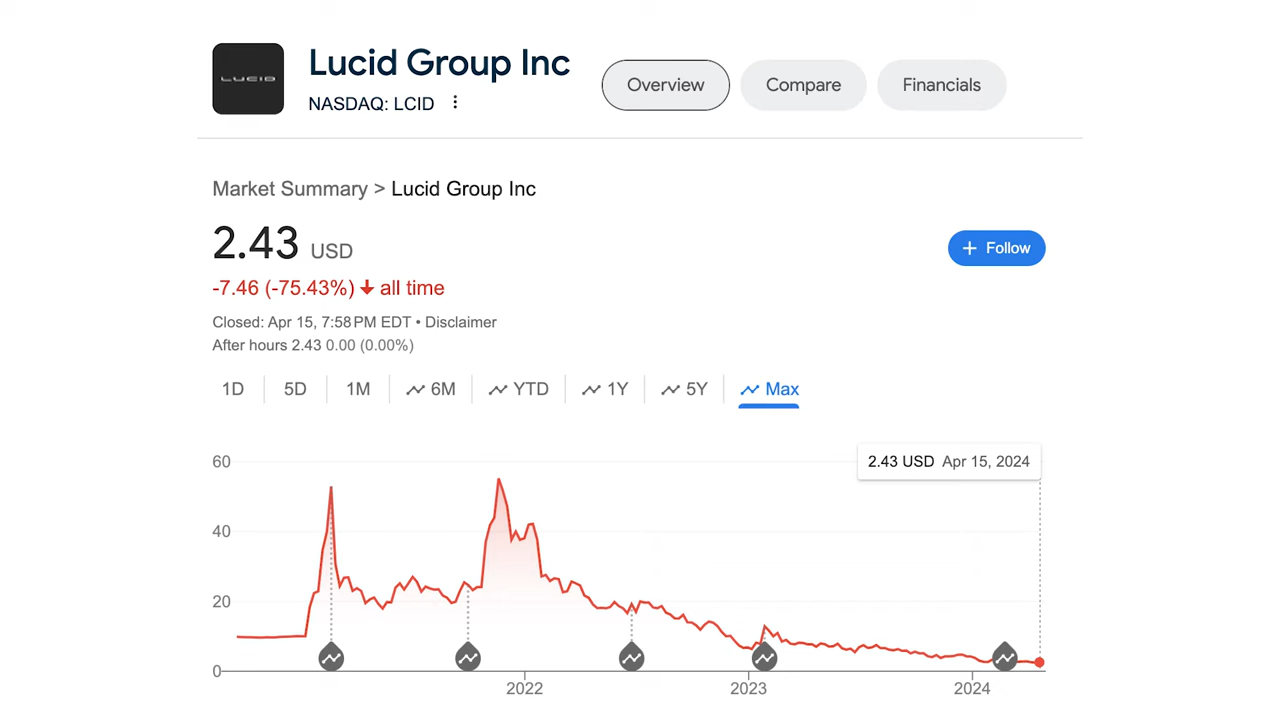 LUCID
Lucid Group Inc
NASDAQ: LCID
Overview
Compare
Financials
Market Summary > Lucid Group Inc
2.43 USD
+ Follow
-7.46 (-75.43%) ↓ all time
Closed: Apr 15, 7:58 PM EDT • Disclaimer
After hours 2.43 0.00 (0.00%)
1D 5D 1M 6M YTD 1Y 5Y Max
60
2.43 USD Apr 15, 2024
40
20
0
2022 2023 2024